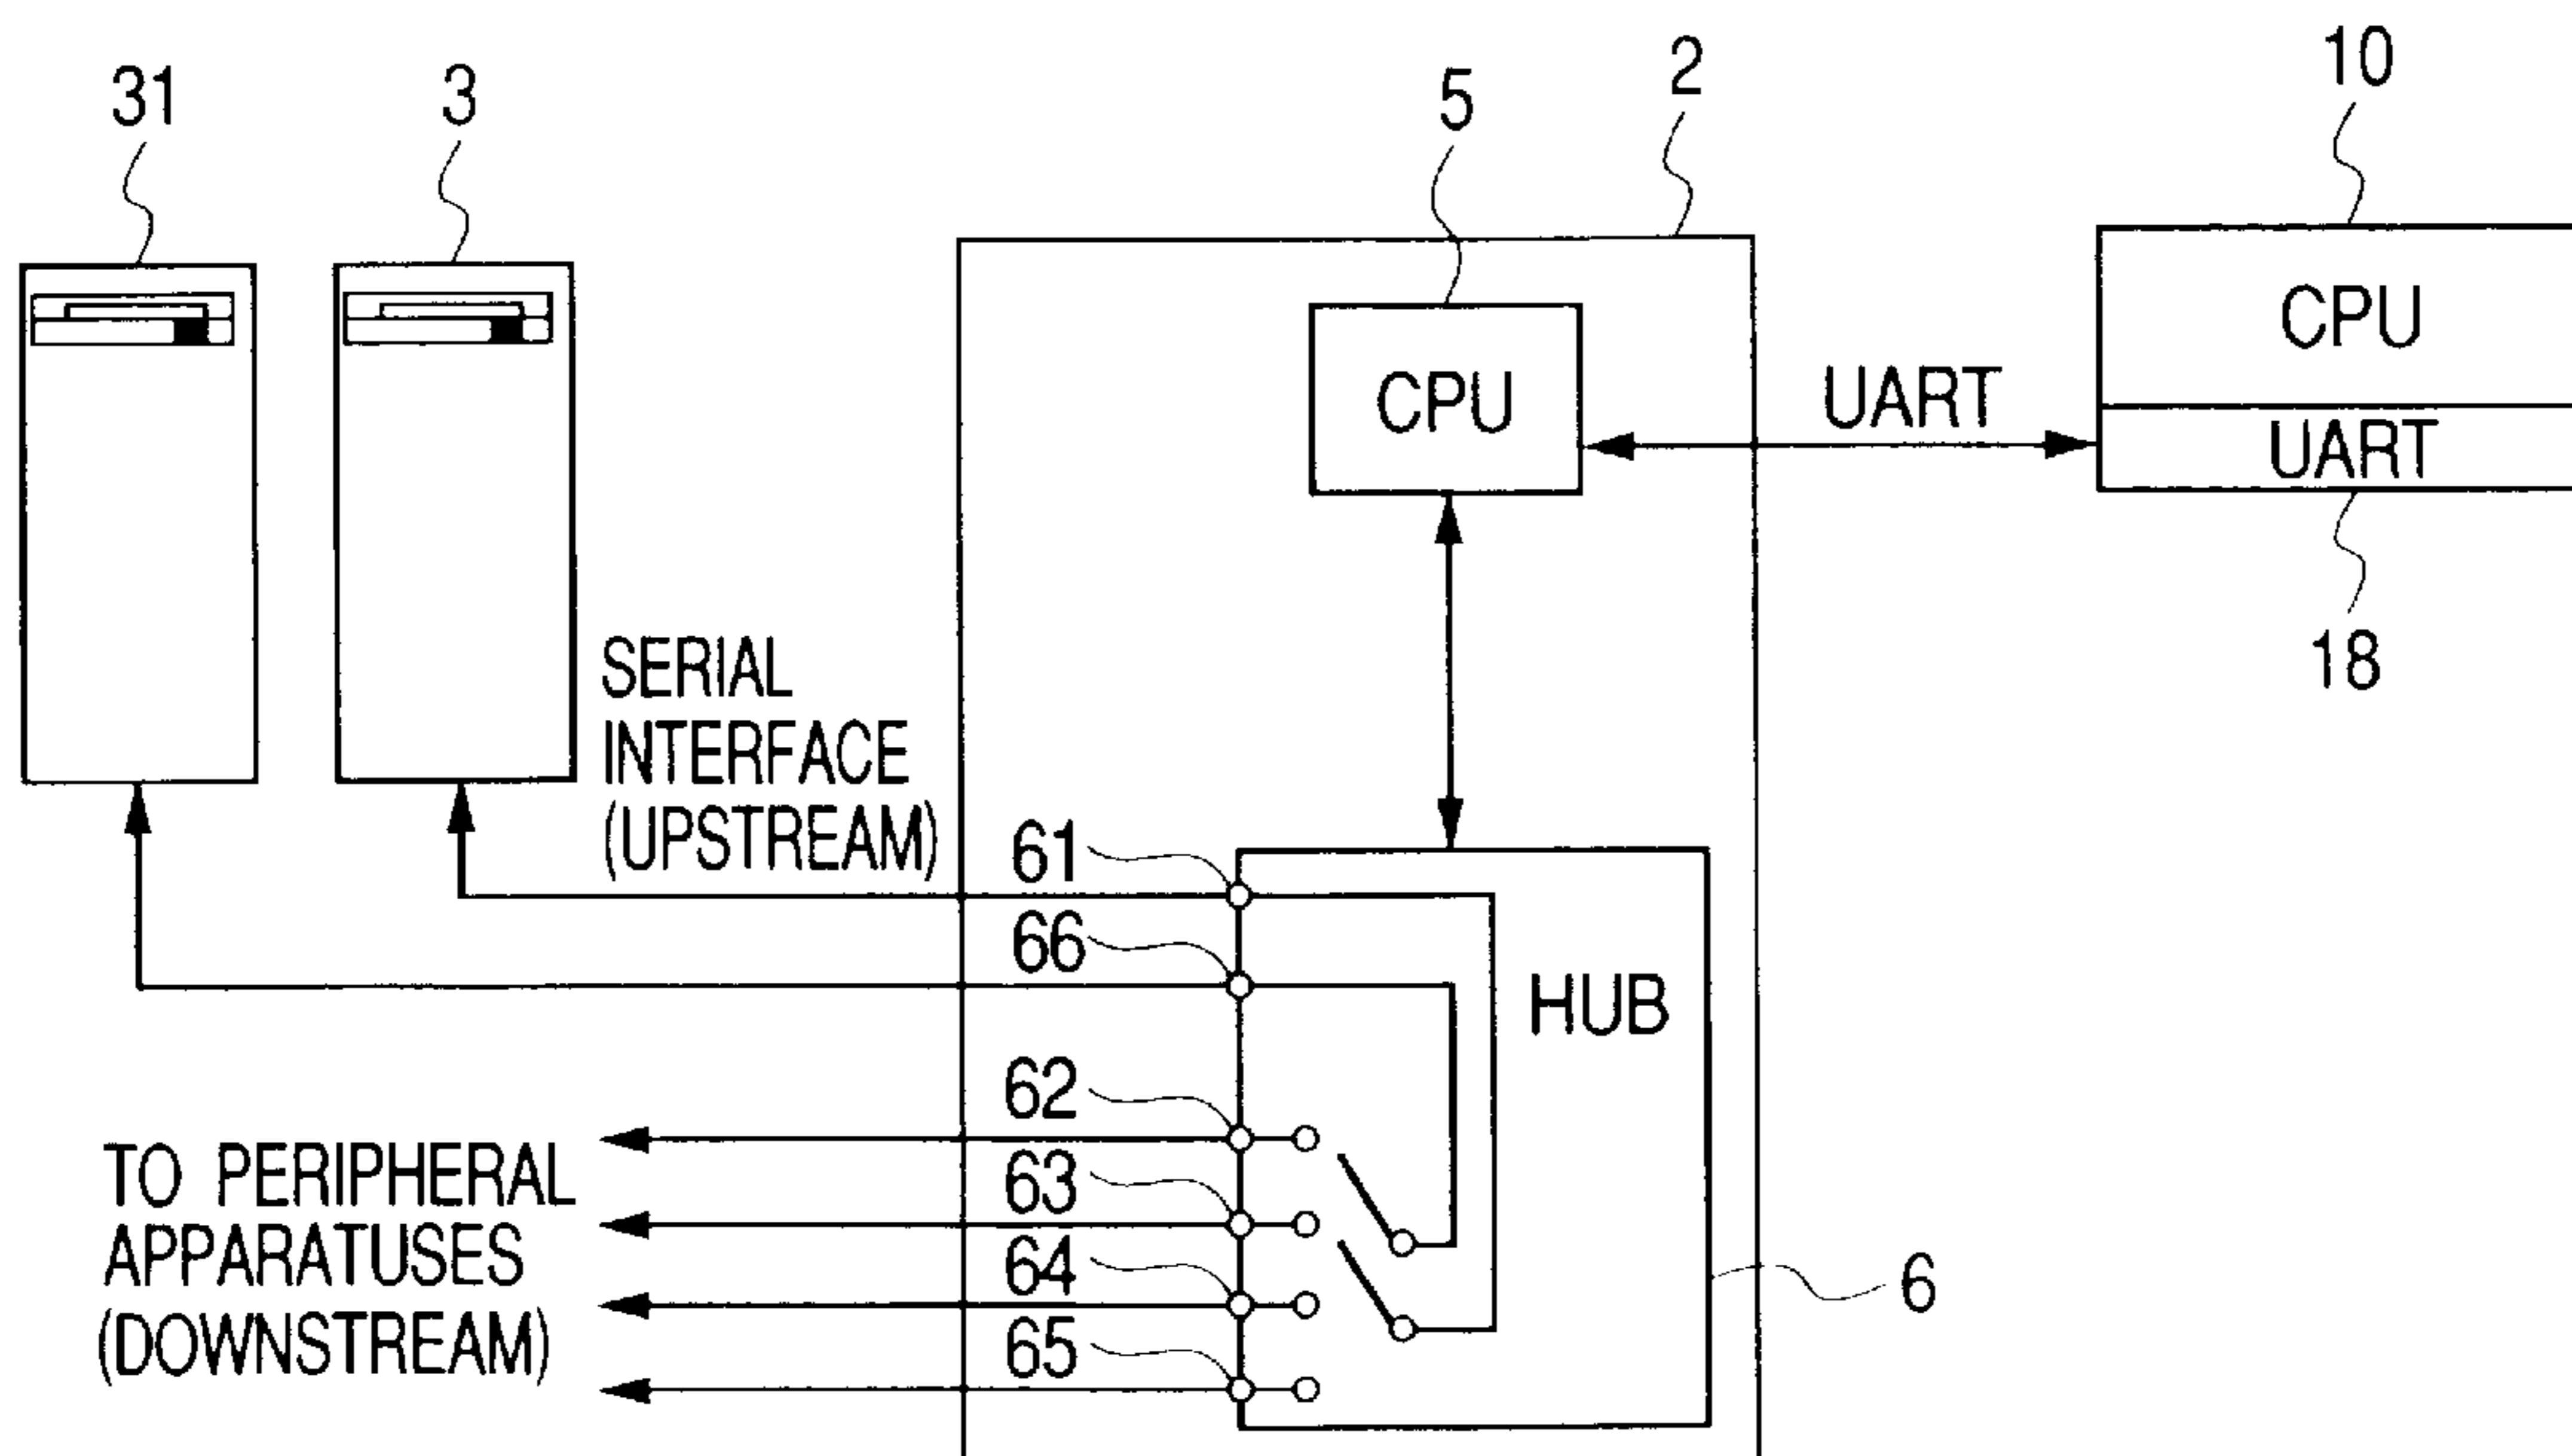 31
3
5
2
10
CPU
CPU
UART
UART
18
SERIAL
INTERFACE
(UPSTREAM)
61
66
HUB
62
63
64
65
6
TO PERIPHERAL
APPARATUSES
(DOWNSTREAM)